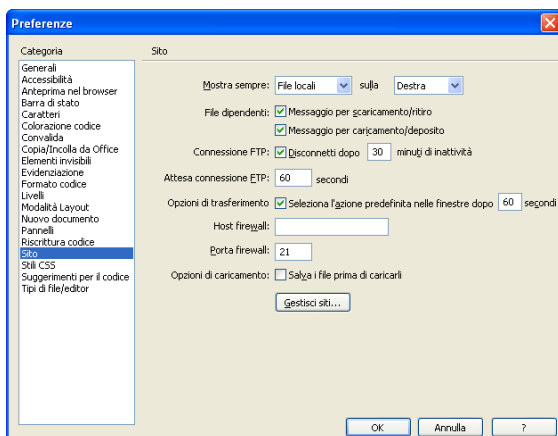 Preferenze
Categoria
Generali
Accessibilità
Anteprima nel browser
Barra di stato
Caratteri
Colorazione codice
Convalida
Copia/Incolla da Office
Elementi invisibili
Evidenziazione
Formato codice
Livelli
Modalità Layout
Nuovo documento
Pannelli
Riscrittura codice
Sito
Stili CSS
Suggerimenti per il codice
Tipi di file/editor
Sito
Mostra sempre: File locali sulla Destra
File dipendenti: Messaggio per scaricamento/ritiro
Messaggio per caricamento/deposito
Connessione FTP: Disconnetti dopo 30 minuti di inattività
Attesa connessione FTP: 60 secondi
Opzioni di trasferimento Seleziona l'azione predefinita nelle finestre dopo 60 secondi
Host firewall:
Porta firewall: 21
Opzioni di caricamento: Salva i file prima di caricarli
Gestisci siti...
OK Annulla ?